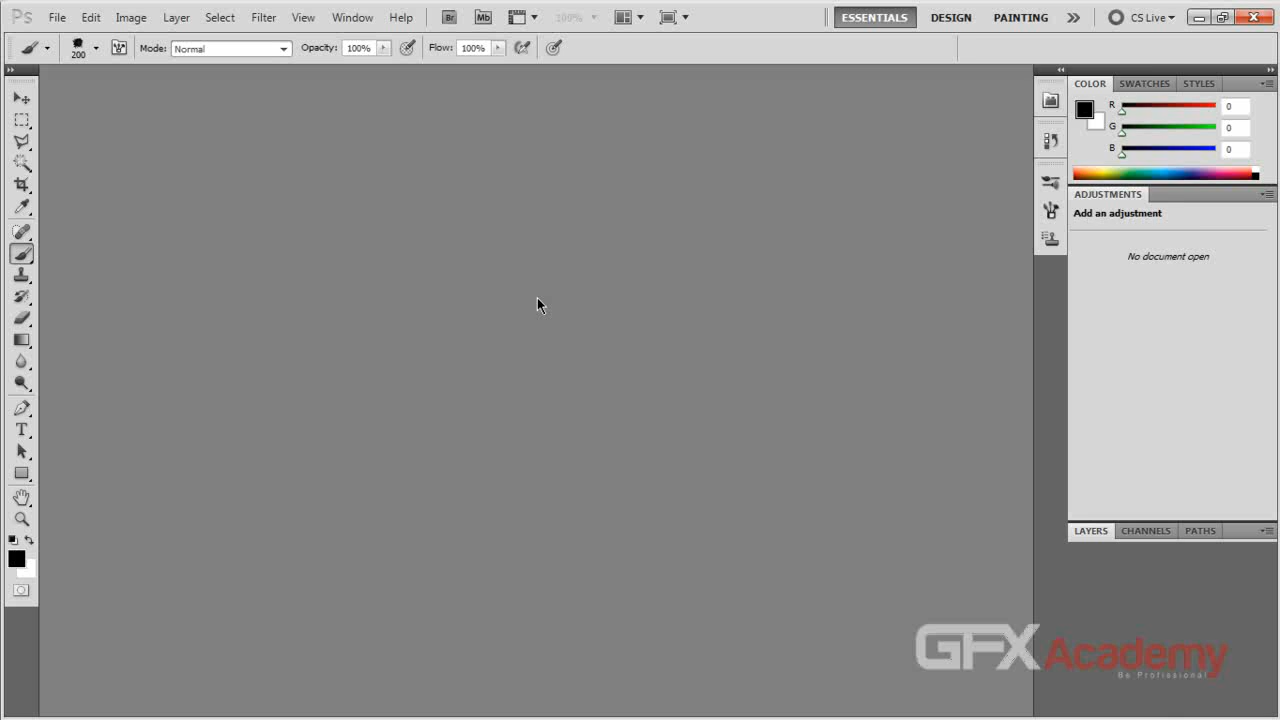 Ps File Edit Image Layer Select Filter View Window Help Br Mb 100% ESSENTIALS DESIGN PAINTING CS Live
200 Mode: Normal Opacity: 100% Flow: 100%
COLOR SWATCHES STYLES
R 0
G 0
B 0
ADJUSTMENTS
Add an adjustment
No document open
T
LAYERS CHANNELS PATHS
GFX Academy
Be Profissional